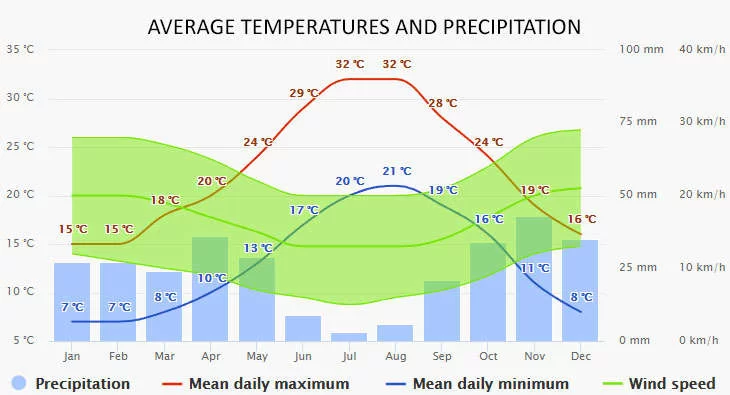 AVERAGE TEMPERATURES AND PRECIPITATION
35 °C 100 mm 40 km/h
32 °C 32 °C
30 °C 29 °C 28 °C 75 mm 30 km/h
25 °C 24 °C 24 °C
20 °C 21 °C
20 °C 18 °C 20 °C 17 °C 19 °C 19 °C 50 mm 20 km/h
15 °C 15 °C 16 °C 16 °C
15 °C 13 °C 25 mm 10 km/h
10 °C 11 °C
10 °C 7 °C 7 °C 8 °C 8 °C
5 °C 0 mm 0 km/h
Jan Feb Mar Apr May Jun Jul Aug Sep Oct Nov Dec
Precipitation Mean daily maximum Mean daily minimum Wind speed